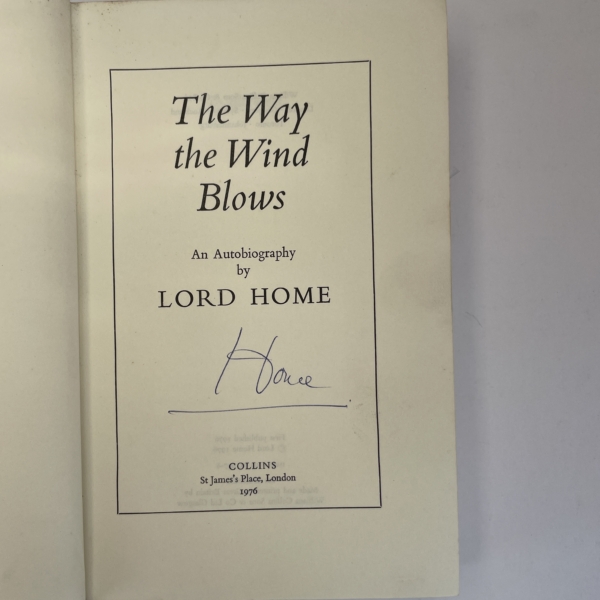 The Way
the Wind
Blows
An Autobiography
by
LORD HOME
Home
COLLINS
St James's Place, London
1976